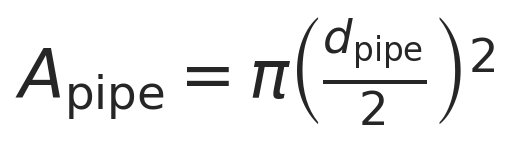 A_pipe = π(d_pipe/2)^2